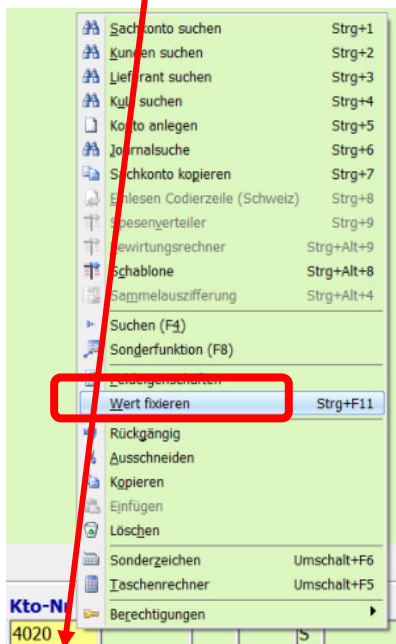 Sachkonto suchen Strg+1
Kunden suchen Strg+2
Lieferant suchen Strg+3
Kult suchen Strg+4
Konto anlegen Strg+5
Journalsuche Strg+6
Sachkonto kopieren Strg+7
Einlesen Codierzeile (Schweiz) Strg+8
Spesenverteiler Strg+9
Bewirtungsrechner Strg+Alt+9
Schablone Strg+Alt+8
Sammelauszifferung Strg+Alt+4
Suchen (F4)
Sonderfunktion (F8)
Feldeigenschaften
Wert fixieren Strg+F11
Rückgängig
Ausschneiden
Kopieren
Einfügen
Löschen
Sonderzeichen Umschalt+F6
Taschenrechner Umschalt+F5
Berechtigungen
Kto-N
4020 S